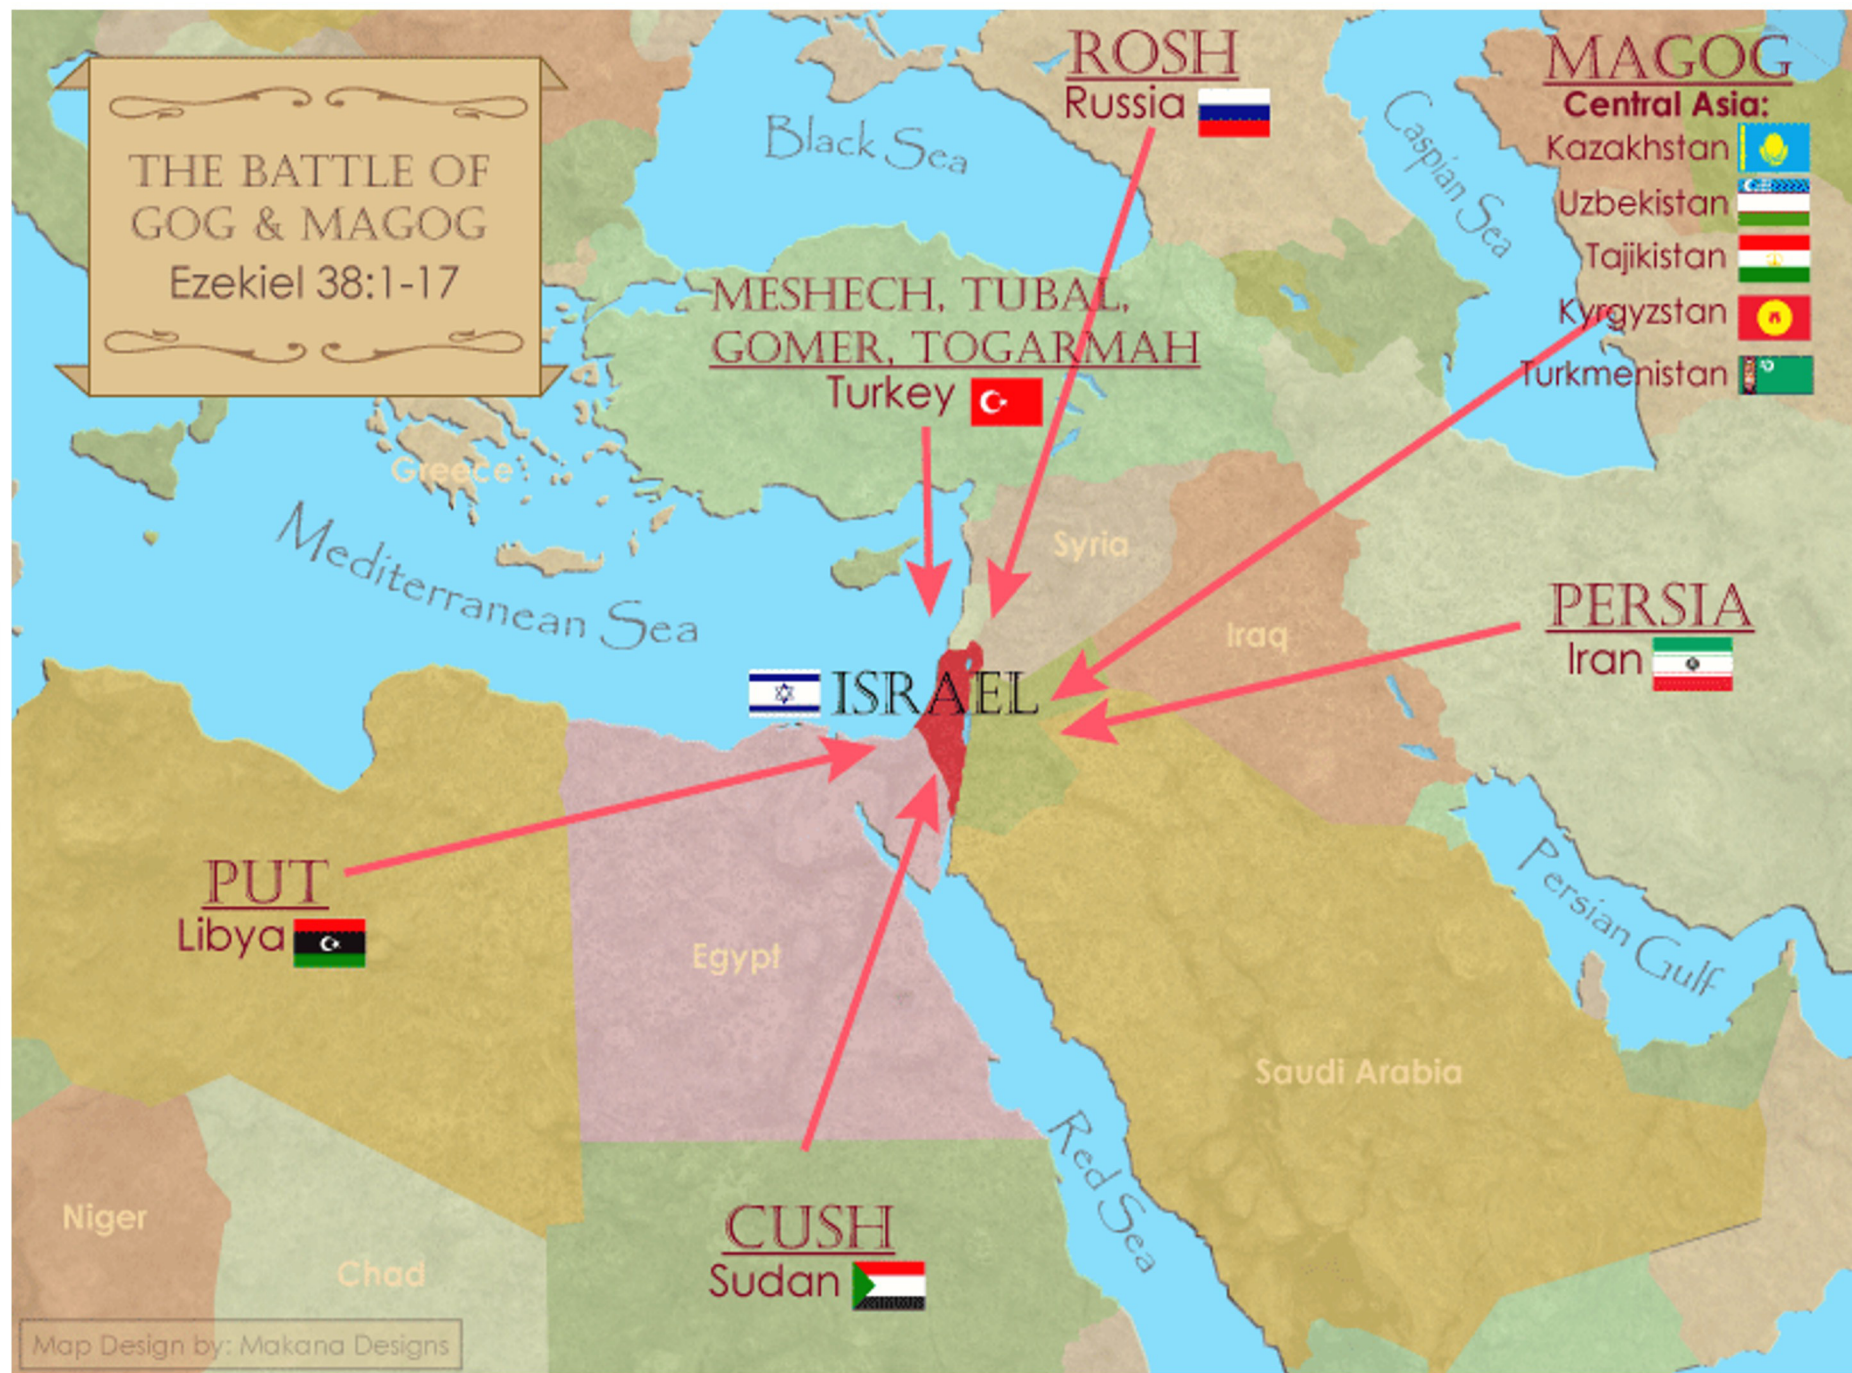 THE BATTLE OF
GOG & MAGOG
Ezekiel 38:1-17
ROSH
Russia
MAGOG
Central Asia:
Kazakhstan
Uzbekistan
Tajikistan
Kyrgyzstan
Turkmenistan
Black Sea
Caspian Sea
MESHECH, TUBAL,
GOMER, TOGARMAH
Turkey
Greece
Mediterranean Sea
Syria
Iraq
PERSIA
Iran
ISRAEL
PUT
Libya
Egypt
Persian Gulf
Saudi Arabia
Red Sea
CUSH
Sudan
Niger
Chad
Map Design by: Makana Designs